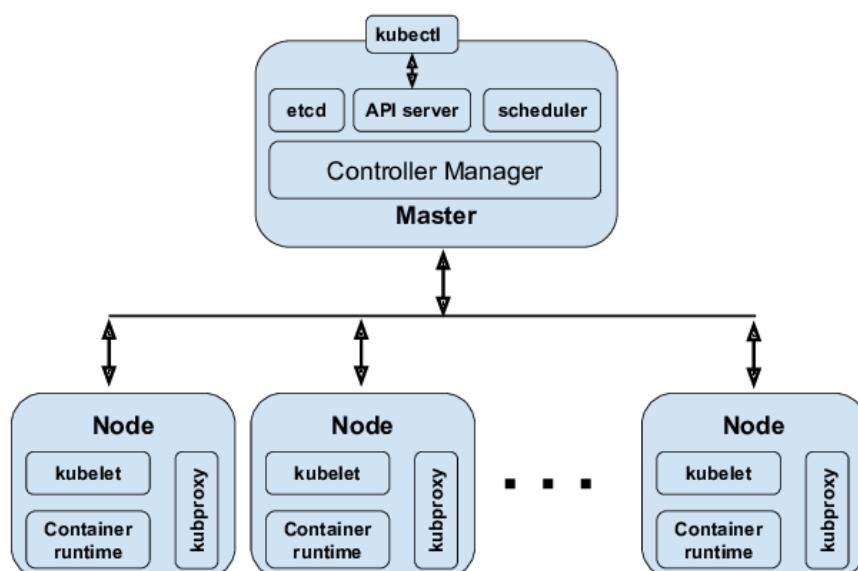 kubectl
etcd
API server
scheduler
Controller Manager
Master
Node
kubelet
Container
runtime
kubproxy
Node
kubelet
Container
runtime
kubproxy
. . .
Node
kubelet
Container
runtime
kubproxy